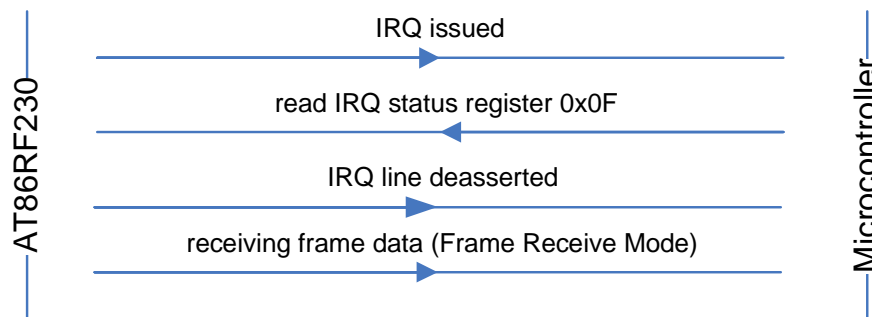 IRQ issued
read IRQ status register 0x0F
IRQ line deasserted
receiving frame data (Frame Receive Mode)
AT86RF230
Microcontroller